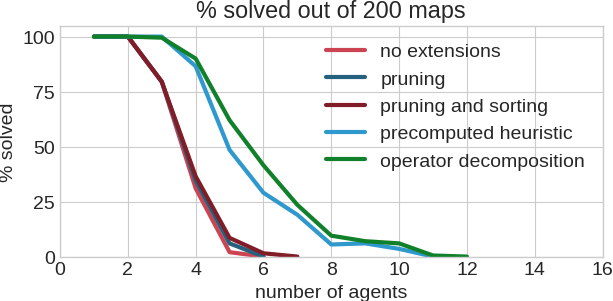 % solved out of 200 maps
100
75
50
25
0
% solved
no extensions
pruning
pruning and sorting
precomputed heuristic
operator decomposition
0 2 4 6 8 10 12 14 16
number of agents